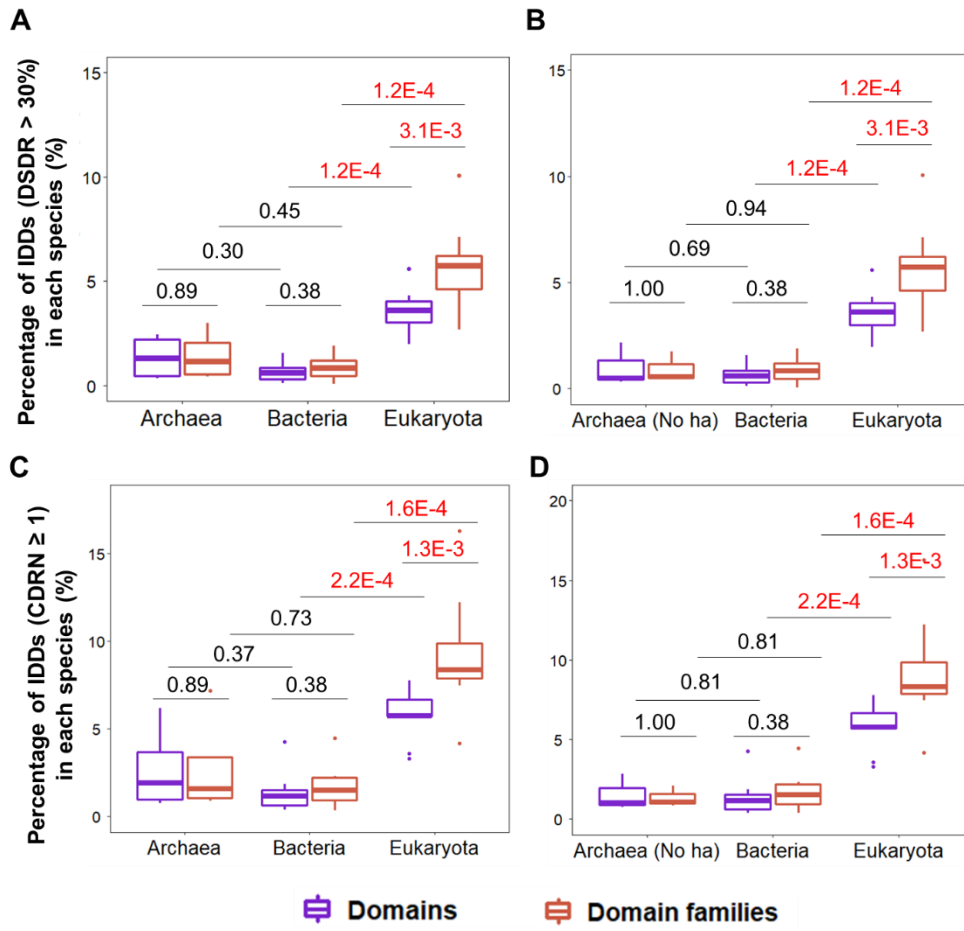 A
Percentage of IDDs (DSDR > 30%)
in each species (%)
15
10
5
0
1.2E-4
3.1E-3
1.2E-4
0.45
0.30
0.89
0.38
Archaea
Bacteria
Eukaryota
B
15
10
5
0
1.2E-4
3.1E-3
1.2E-4
0.94
0.69
1.00
0.38
Archaea (No ha)
Bacteria
Eukaryota
C
Percentage of IDDs (CDRN ≥ 1)
in each species (%)
15
10
5
0
1.6E-4
1.3E-3
2.2E-4
0.73
0.37
0.89
0.38
Archaea
Bacteria
Eukaryota
D
20
15
10
5
0
1.6E-4
1.3E-3
2.2E-4
0.81
0.81
1.00
0.38
Archaea (No ha)
Bacteria
Eukaryota
Domains
Domain families